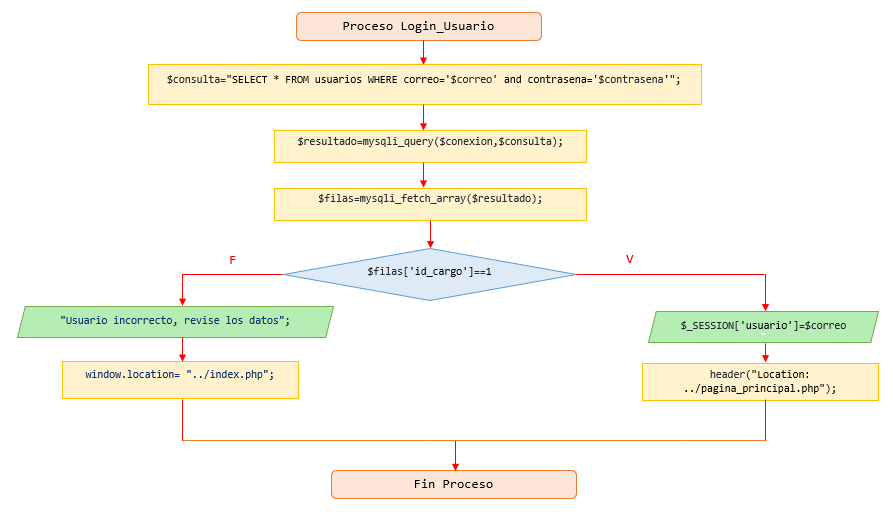 Proceso Login_Usuario
$consulta="SELECT * FROM usuarios WHERE correo='$correo' and contrasena='$contrasena'";
$resultado=mysqli_query($conexion,$consulta);
$filas=mysqli_fetch_array($resultado);
$filas['id_cargo']==1
F
V
"Usuario incorrecto, revise los datos";
$_SESSION['usuario']=$correo
window.location= "../index.php";
header("Location:
../pagina_principal.php");
Fin Proceso